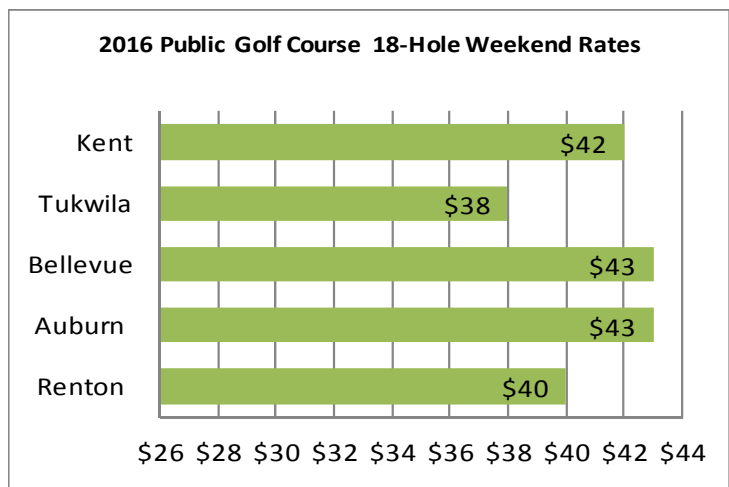 2016 Public Golf Course 18-Hole Weekend Rates
Kent $42
Tukwila $38
Bellevue $43
Auburn $43
Renton $40
$26 $28 $30 $32 $34 $36 $38 $40 $42 $44